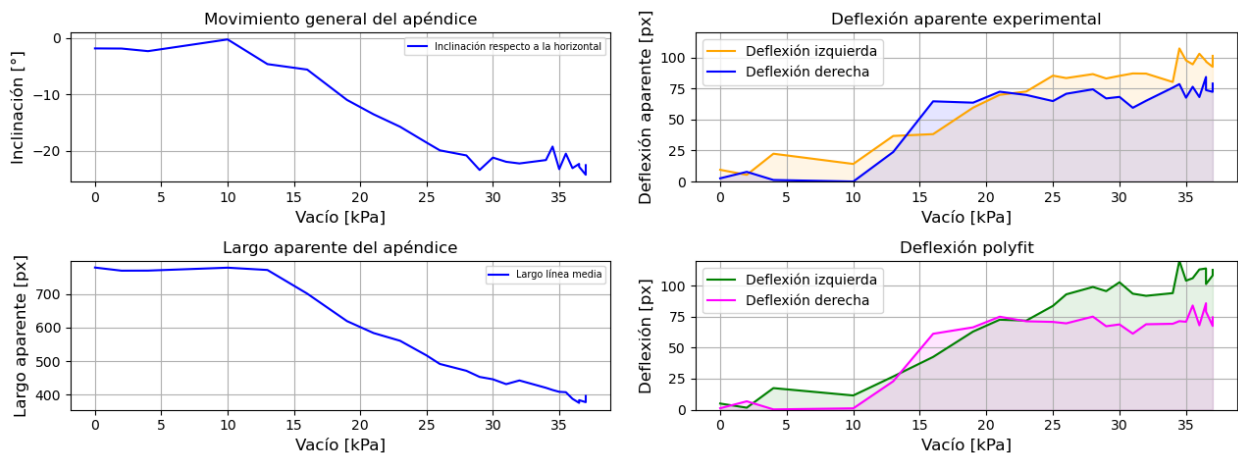 Movimiento general del apéndice
Inclinación [°]
0
−10
−20
Inclinación respecto a la horizontal
0 5 10 15 20 25 30 35
Vacío [kPa]
Deflexión aparente experimental
Deflexión aparente [px]
100
75
50
25
0
Deflexión izquierda
Deflexión derecha
0 5 10 15 20 25 30 35
Vacío [kPa]
Largo aparente del apéndice
Largo aparente [px]
700
600
500
400
Largo línea media
0 5 10 15 20 25 30 35
Vacío [kPa]
Deflexión polyfit
Deflexión [px]
100
75
50
25
0
Deflexión izquierda
Deflexión derecha
0 5 10 15 20 25 30 35
Vacío [kPa]